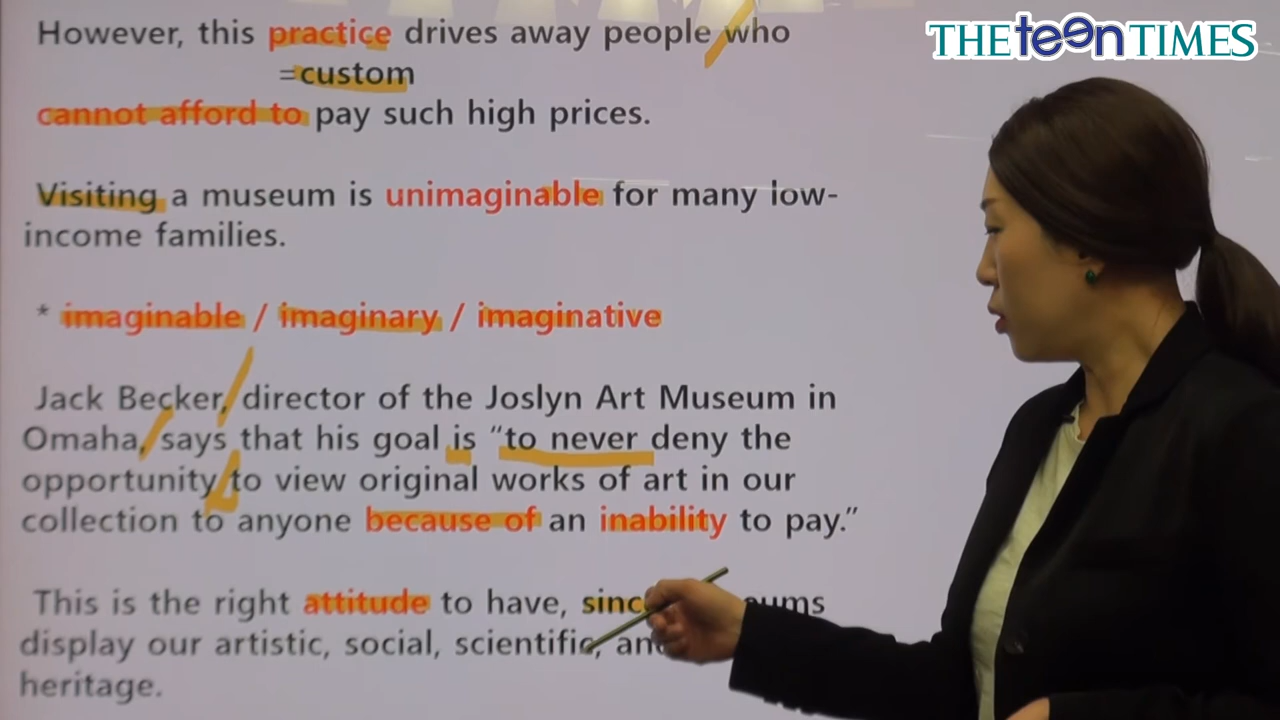 THE teen TIMES
However, this practice drives away people who
=custom
cannot afford to pay such high prices.
Visiting a museum is unimaginable for many low-
income families.
* imaginable / imaginary / imaginative
Jack Becker, director of the Joslyn Art Museum in
Omaha, says that his goal is “to never deny the
opportunity to view original works of art in our
collection to anyone because of an inability to pay.”
This is the right attitude to have,
display our artistic, social, scientific,
heritage.